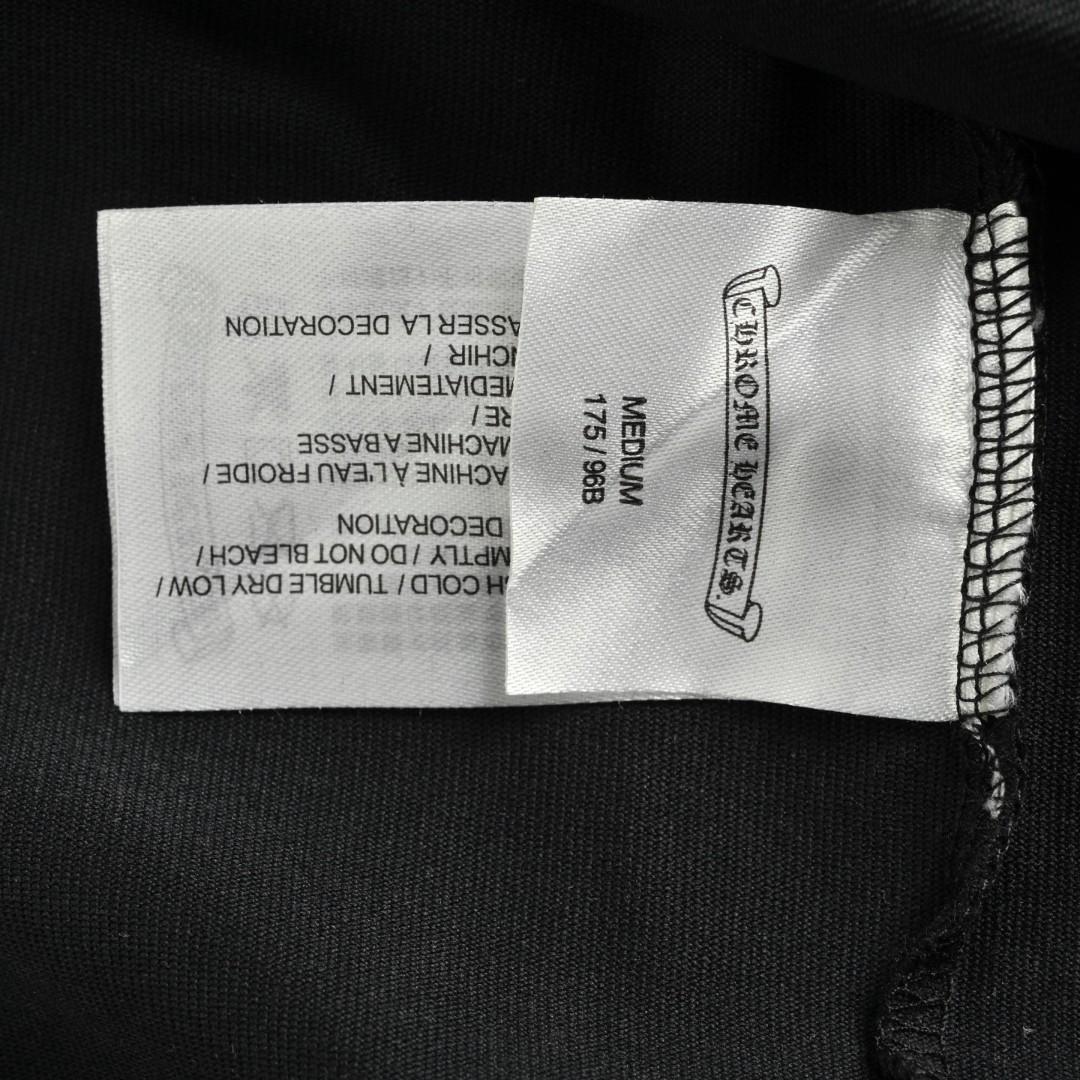 CHROME HEARTS.
MEDIUM
175 / 96B
H COLD / TUMBLE DRY LOW /
MPTLY / DO NOT BLEACH /
DECORATION
ACHINE À L'EAU FROIDE /
MACHINE A BASSE
RE /
MEDIATEMENT /
NCHIR /
ASSER LA DECORATION